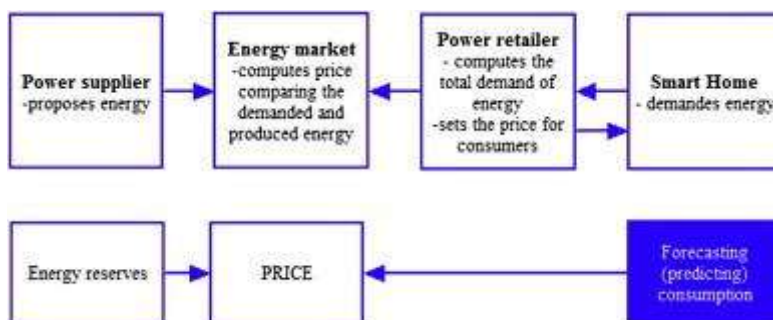 Power supplier
-proposes energy
Energy market
-computes price
comparing the
demanded and
produced energy
Power retailer
- computes the
total demand of
energy
-sets the price for
consumers
Smart Home
- demandes energy
Energy reserves
PRICE
Forecasting
(predicting)
consumption